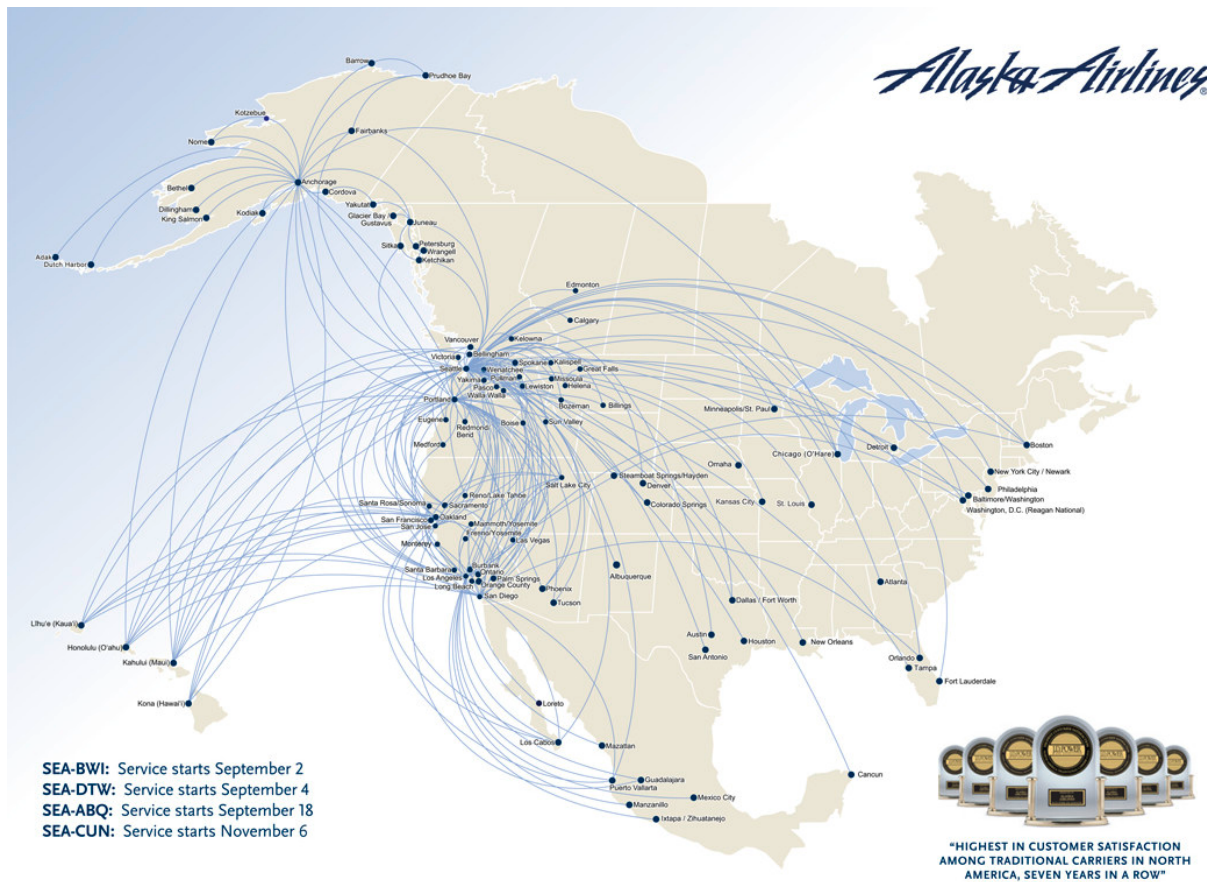 Alaska Airlines®
Barrow
Prudhoe Bay
Kotzebue
Fairbanks
Nome
Anchorage
Cordova
Bethel
Dillingham
King Salmon
Kodiak
Yakutat
Glacier Bay /
Gustavus
Juneau
Sitka
Petersburg
Wrangell
Ketchikan
Adak
Dutch Harbor
Edmonton
Calgary
Vancouver
Kelowna
Bellingham
Victoria
Spokane
Kalispell
Seattle
Wenatchee
Great Falls
Yakima
Pullman
Missoula
Pasco
Lewiston
Helena
Walla Walla
Portland
Bozeman
Billings
Minneapolis/St. Paul
Eugene
Redmond/
Bend
Boise
Sun Valley
Medford
Detroit
Boston
Chicago (O'Hare)
Omaha
New York City / Newark
Salt Lake City
Steamboat Springs/Hayden
Denver
Philadelphia
Baltimore/Washington
Reno/Lake Tahoe
Santa Rosa/Sonoma
Sacramento
Colorado Springs
Kansas City
St. Louis
Washington, D.C. (Reagan National)
San Francisco
Oakland
San Jose
Mammoth/Yosemite
Fresno/Yosemite
Monterey
Las Vegas
Santa Barbara
Burbank
Ontario
Los Angeles
Palm Springs
Long Beach
Orange County
San Diego
Albuquerque
Phoenix
Tucson
Atlanta
Dallas / Fort Worth
Līhu'e (Kaua'i)
Honolulu (O'ahu)
Kahului (Maui)
Kona (Hawai'i)
Austin
Houston
New Orleans
San Antonio
Orlando
Tampa
Fort Lauderdale
Loreto
Los Cabos
Mazatlan
Guadalajara
Puerto Vallarta
Manzanillo
Mexico City
Ixtapa / Zihuatanejo
Cancun
SEA-BWI: Service starts September 2
SEA-DTW: Service starts September 4
SEA-ABQ: Service starts September 18
SEA-CUN: Service starts November 6
J.D. POWER
"HIGHEST IN CUSTOMER SATISFACTION
AMONG TRADITIONAL CARRIERS IN NORTH
AMERICA, SEVEN YEARS IN A ROW"